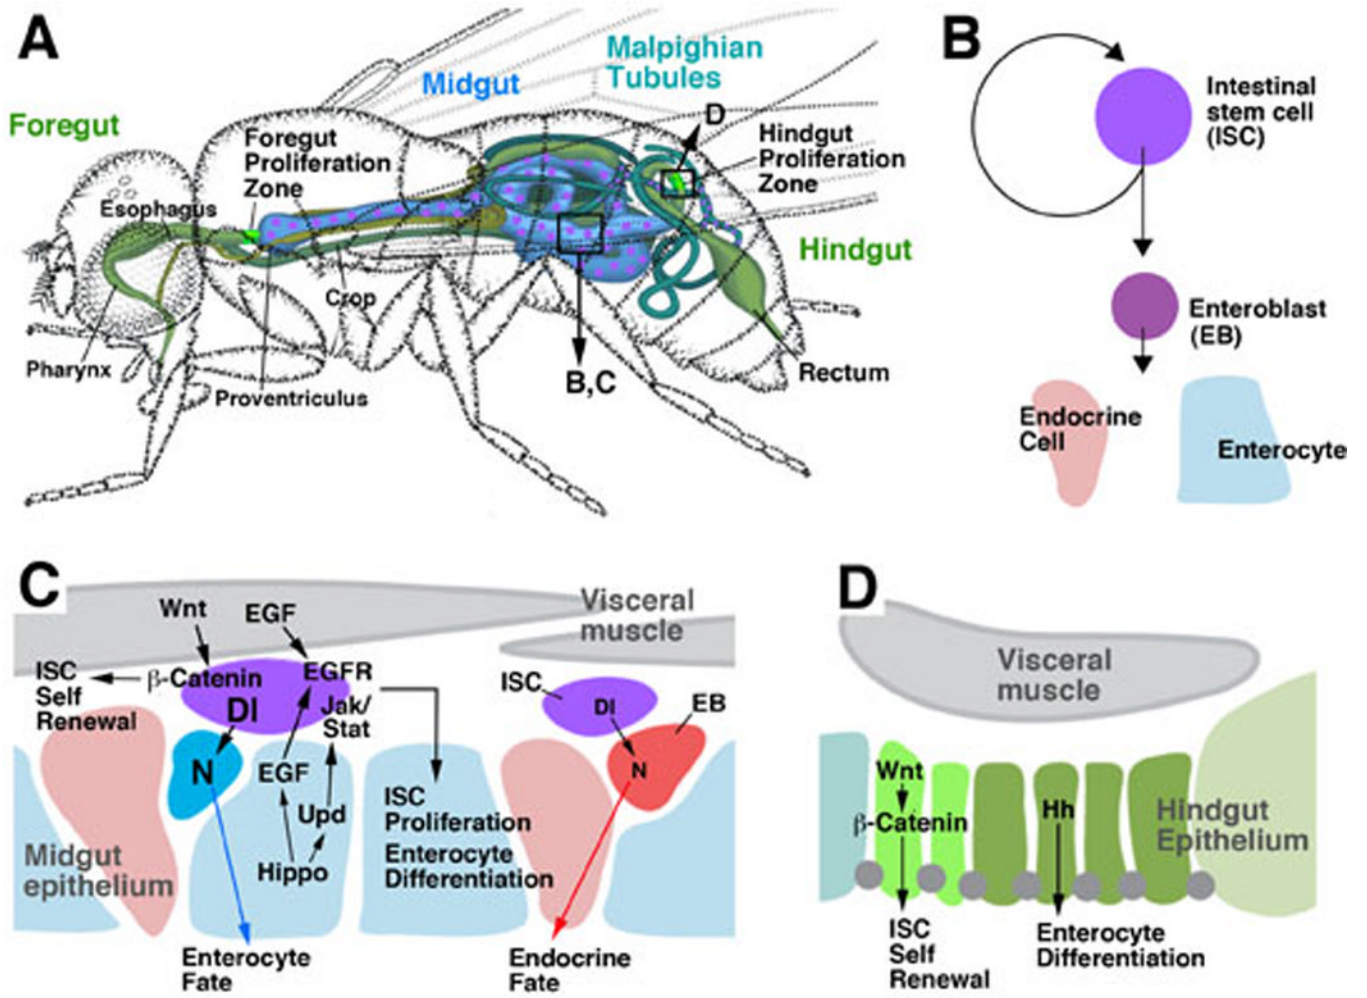 A
Foregut
Midgut
Malpighian
Tubules
D
Foregut
Proliferation
Zone
Hindgut
Proliferation
Zone
Esophagus
Hindgut
Crop
Pharynx
Proventriculus
B,C
Rectum
B
Intestinal
stem cell
(ISC)
Enteroblast
(EB)
Endocrine
Cell
Enterocyte
C
Wnt
EGF
Visceral
muscle
ISC
Self
Renewal
β-Catenin
EGFR
Dl
Jak/
Stat
N
EGF
Upd
Hippo
ISC
Proliferation
Enterocyte
Differentiation
ISC
Dl
EB
N
Midgut
epithelium
Enterocyte
Fate
Endocrine
Fate
D
Visceral
muscle
Wnt
β-Catenin
Hh
Hindgut
Epithelium
ISC
Self
Renewal
Enterocyte
Differentiation